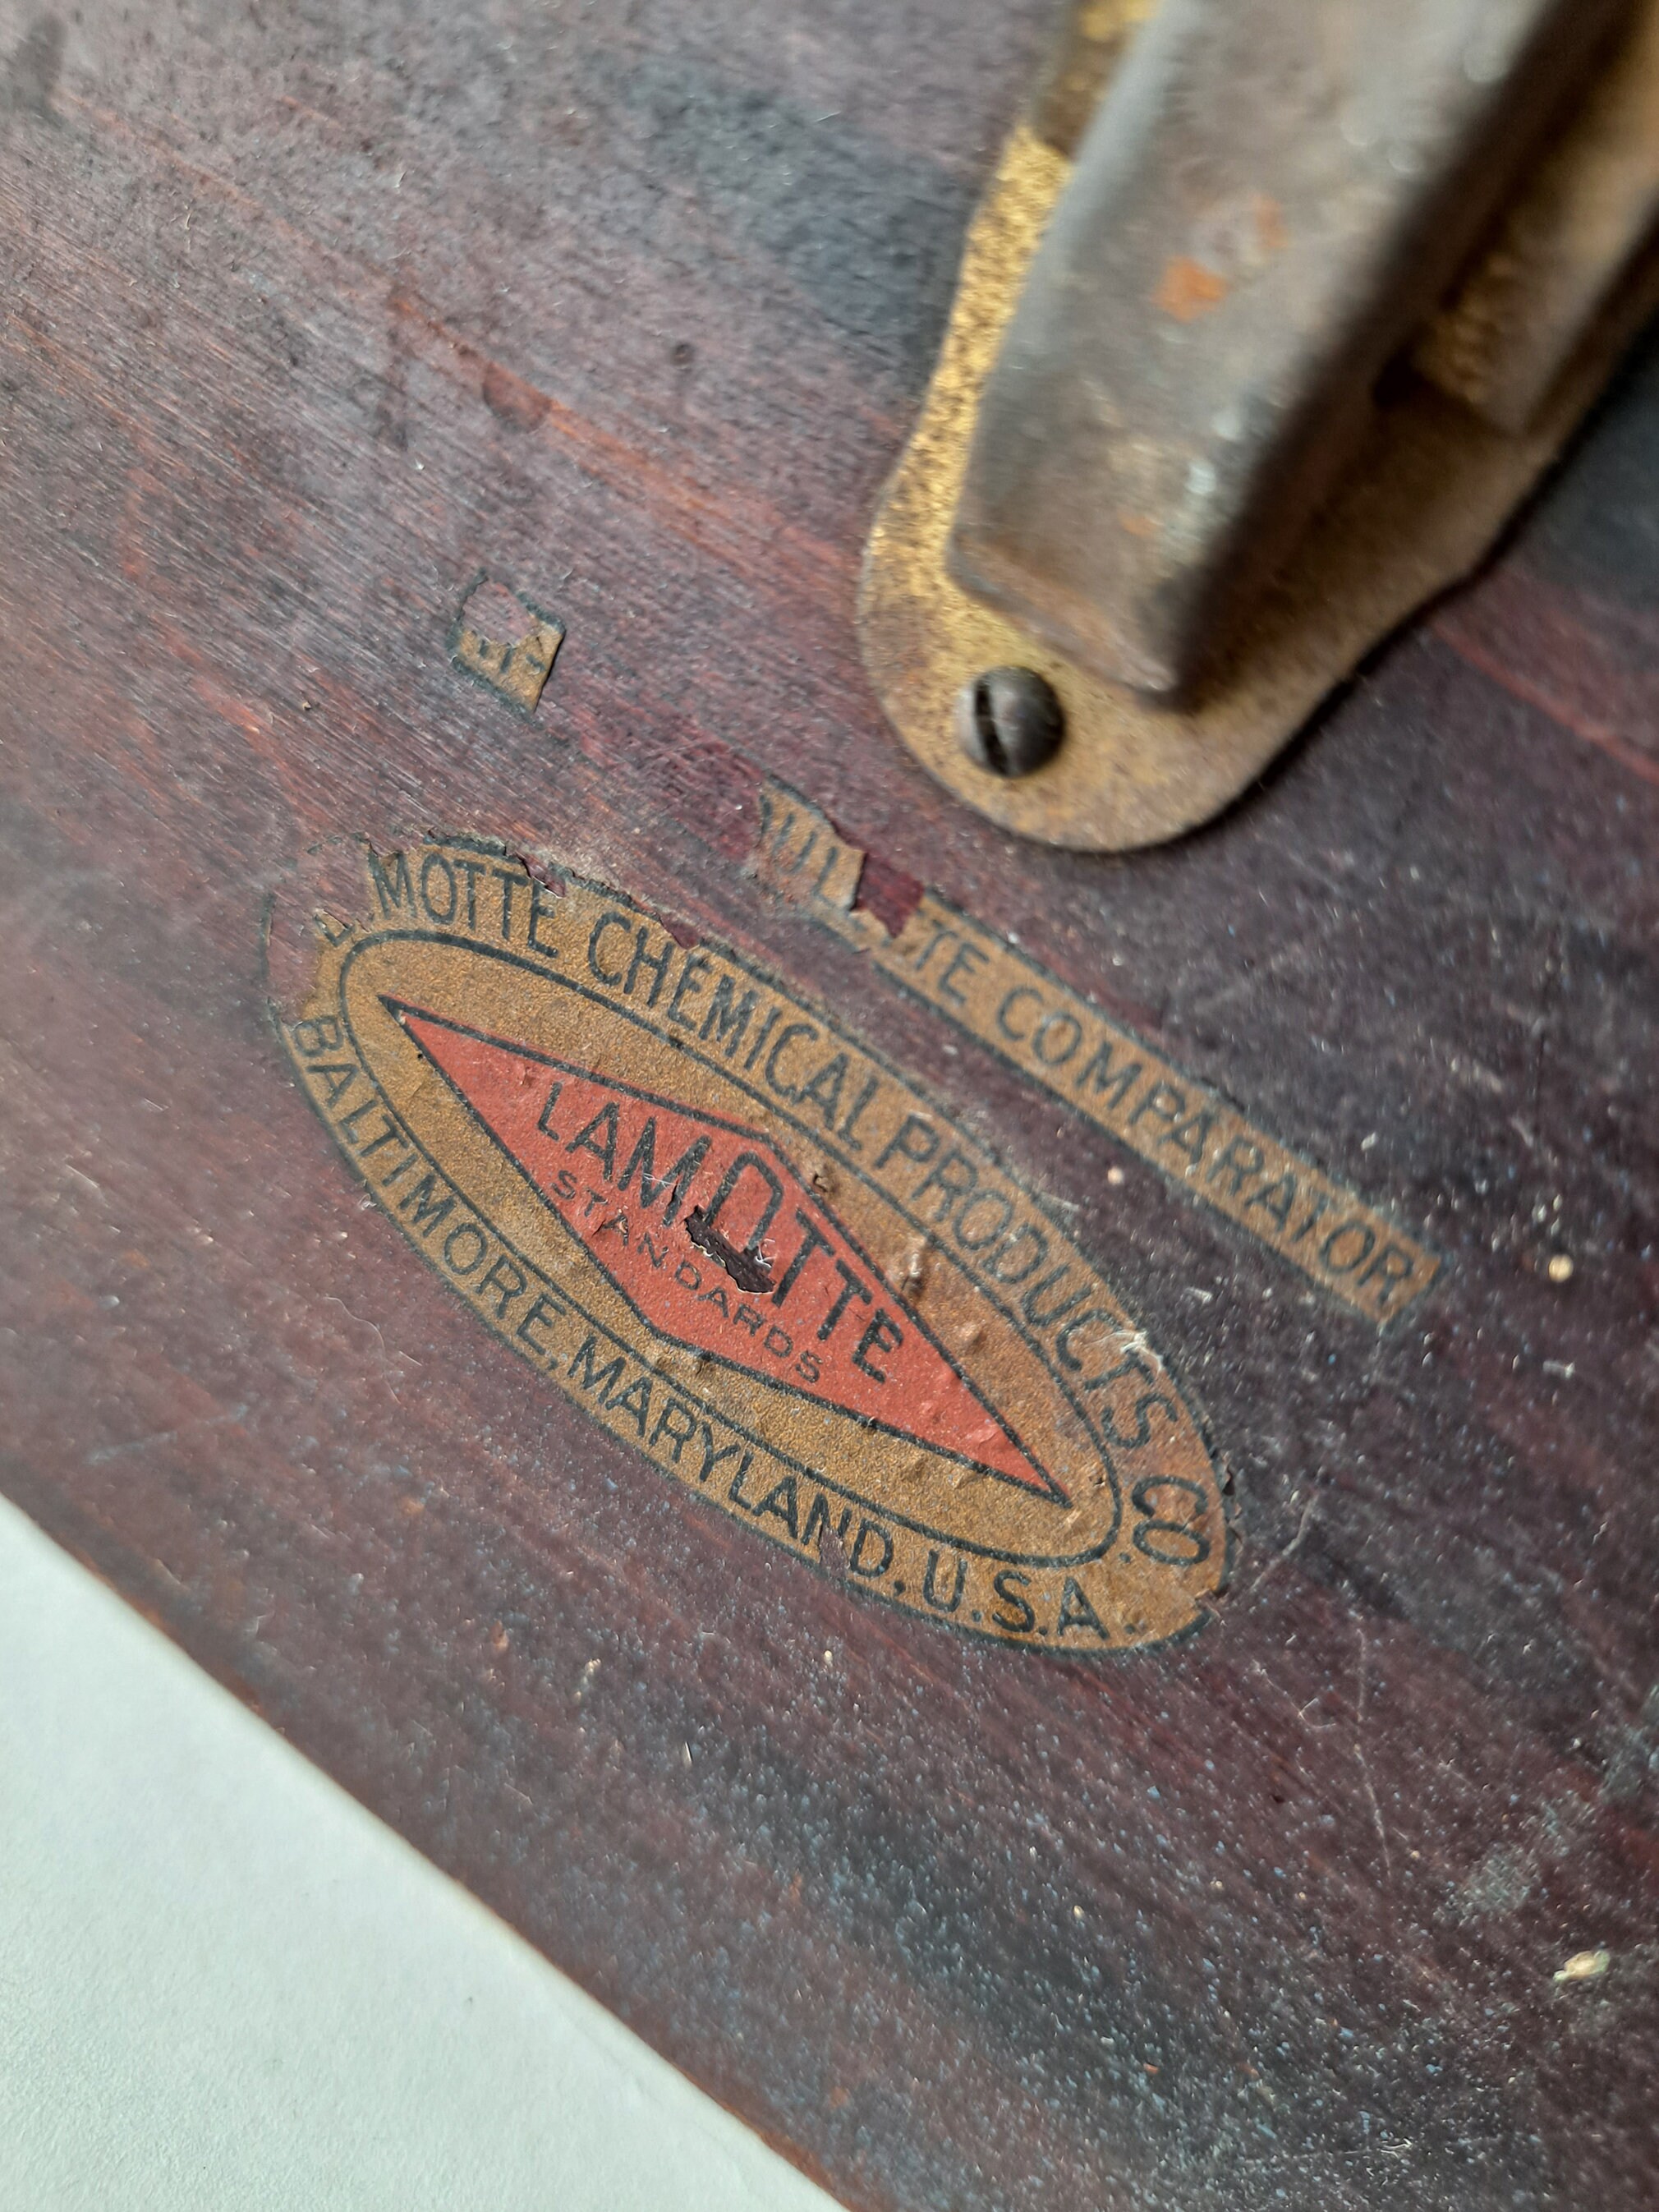 COMPARATOR
MOTTE CHEMICAL PRODUCTS CO.
LAMOTTE
STANDARDS
BALTIMORE, MARYLAND, U.S.A.